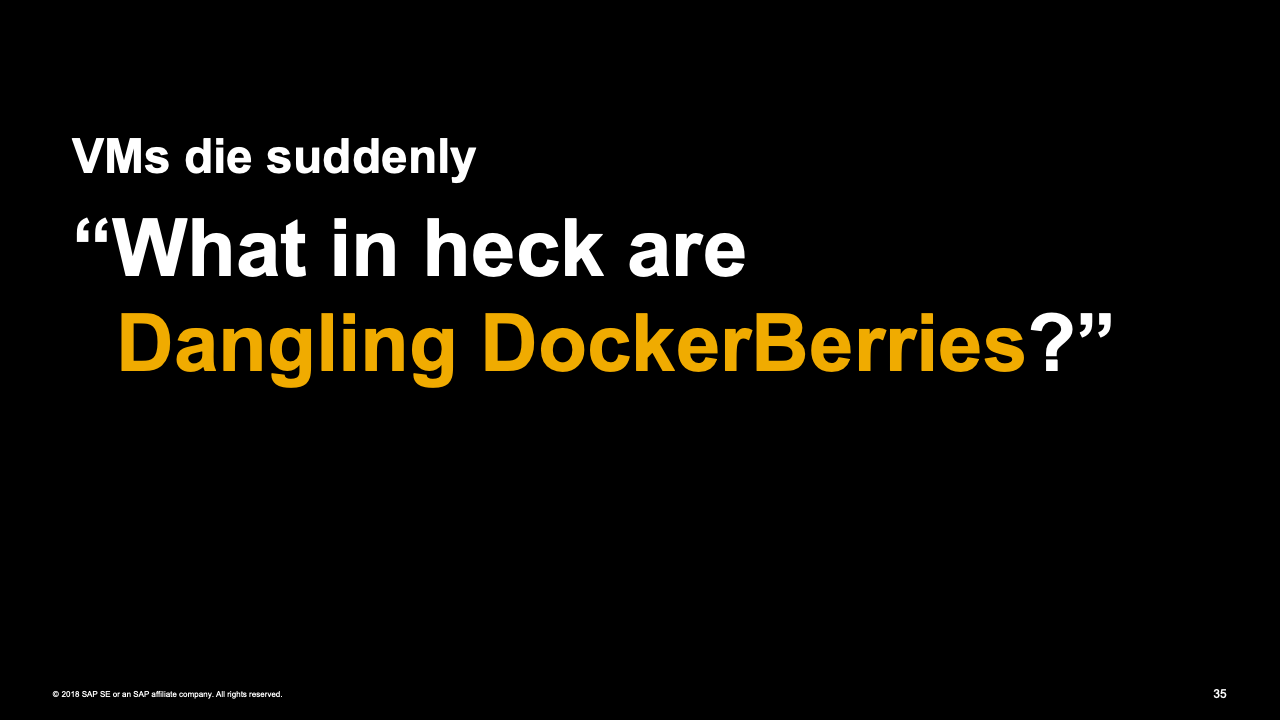 VMs die suddenly
“What in heck are
Dangling DockerBerries?”
© 2018 SAP SE or an SAP affiliate company. All rights reserved.
35